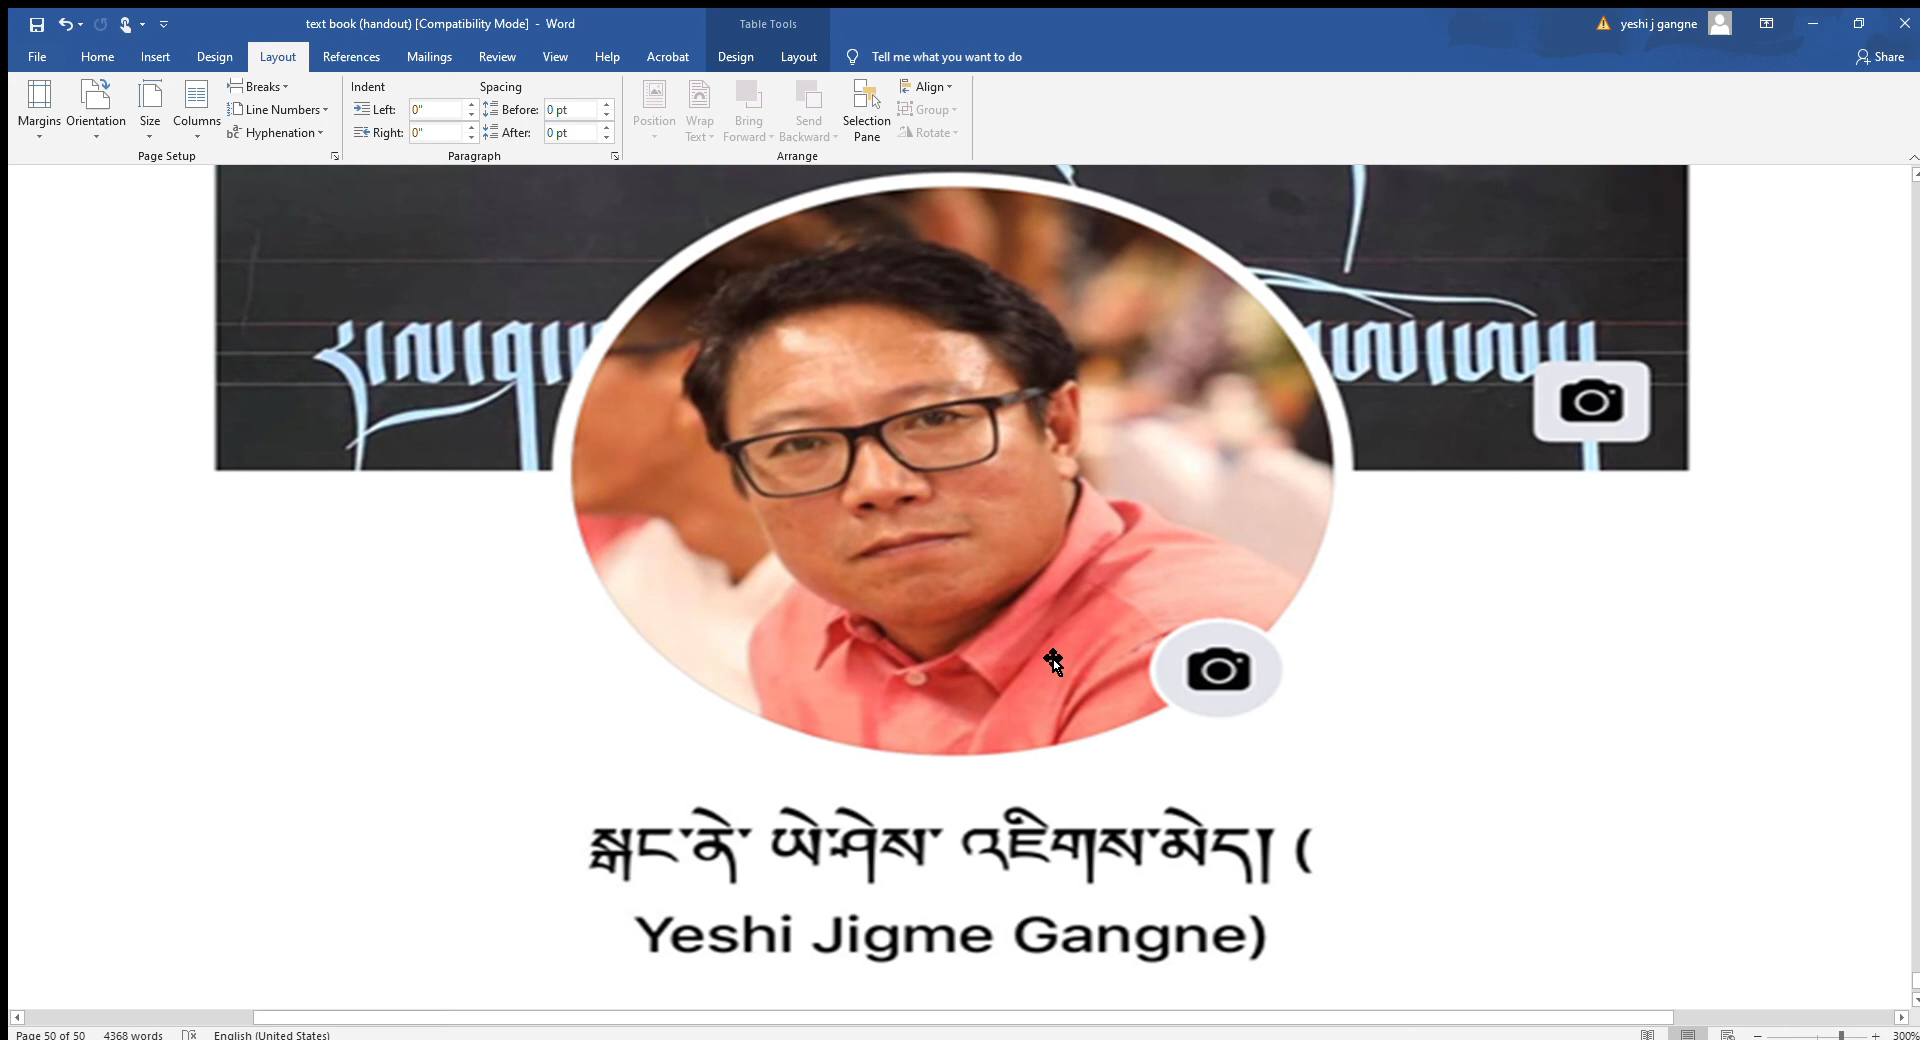 text book (handout) [Compatibility Mode] - Word
Table Tools
yeshi j gangne
File Home Insert Design Layout References Mailings Review View Help Acrobat Design Layout Tell me what you want to do Share
Margins Orientation Size Columns
Breaks
Line Numbers
Hyphenation
Page Setup
Indent Spacing
Left: 0" Before: 0 pt
Right: 0" After: 0 pt
Paragraph
Position Wrap Text Bring Forward Send Backward Selection Pane
Align
Group
Rotate
Arrange
སྒང་ནེ་ ཡེ་ཤེས་ འཇིགས་མེད། (
Yeshi Jigme Gangne)
Page 50 of 50 4368 words English (United States) 300%